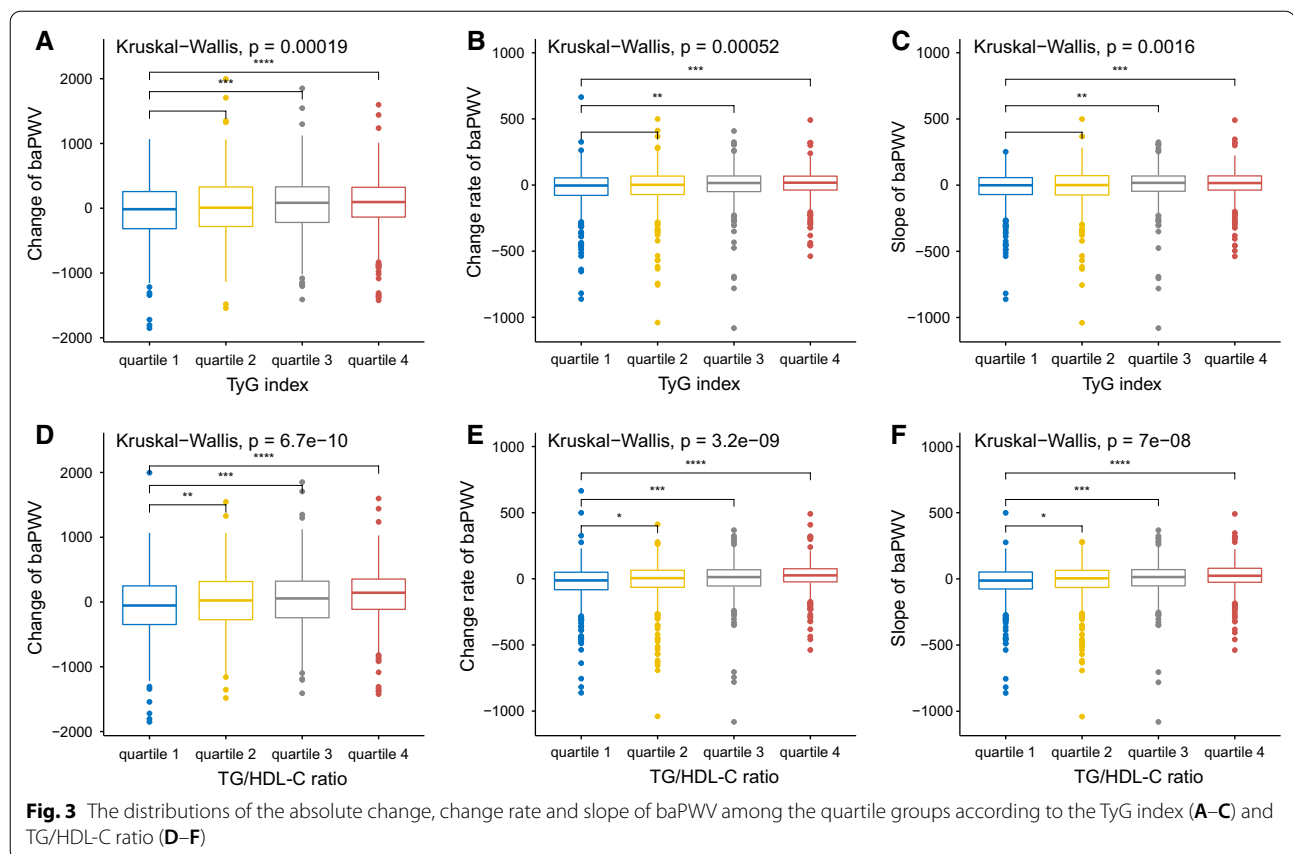 A
Kruskal−Wallis, p = 0.00019
****
***
2000
1000
0
−1000
−2000
Change of baPWV
quartile 1 quartile 2 quartile 3 quartile 4
TyG index
B
Kruskal−Wallis, p = 0.00052
***
**
1000
500
0
−500
−1000
Change rate of baPWV
quartile 1 quartile 2 quartile 3 quartile 4
TyG index
C
Kruskal−Wallis, p = 0.0016
***
**
1000
500
0
−500
−1000
Slope of baPWV
quartile 1 quartile 2 quartile 3 quartile 4
TyG index
D
Kruskal−Wallis, p = 6.7e−10
****
***
**
2000
1000
0
−1000
−2000
Change of baPWV
quartile 1 quartile 2 quartile 3 quartile 4
TG/HDL-C ratio
E
Kruskal−Wallis, p = 3.2e−09
****
***
*
1000
500
0
−500
−1000
Change rate of baPWV
quartile 1 quartile 2 quartile 3 quartile 4
TG/HDL-C ratio
F
Kruskal−Wallis, p = 7e−08
****
***
*
1000
500
0
−500
−1000
Slope of baPWV
quartile 1 quartile 2 quartile 3 quartile 4
TG/HDL-C ratio
Fig. 3 The distributions of the absolute change, change rate and slope of baPWV among the quartile groups according to the TyG index (A–C) and
TG/HDL-C ratio (D–F)